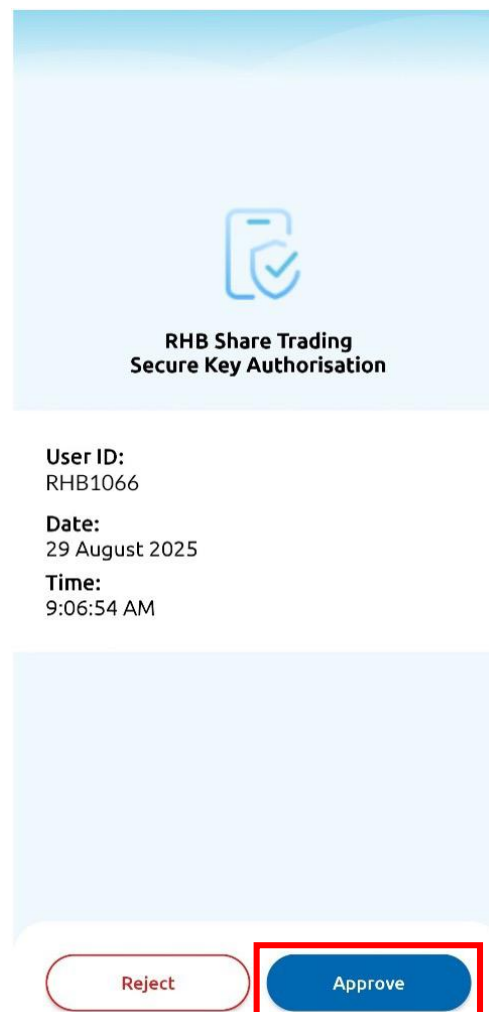 RHB Share Trading
Secure Key Authorisation
User ID:
RHB1066
Date:
29 August 2025
Time:
9:06:54 AM
Reject
Approve